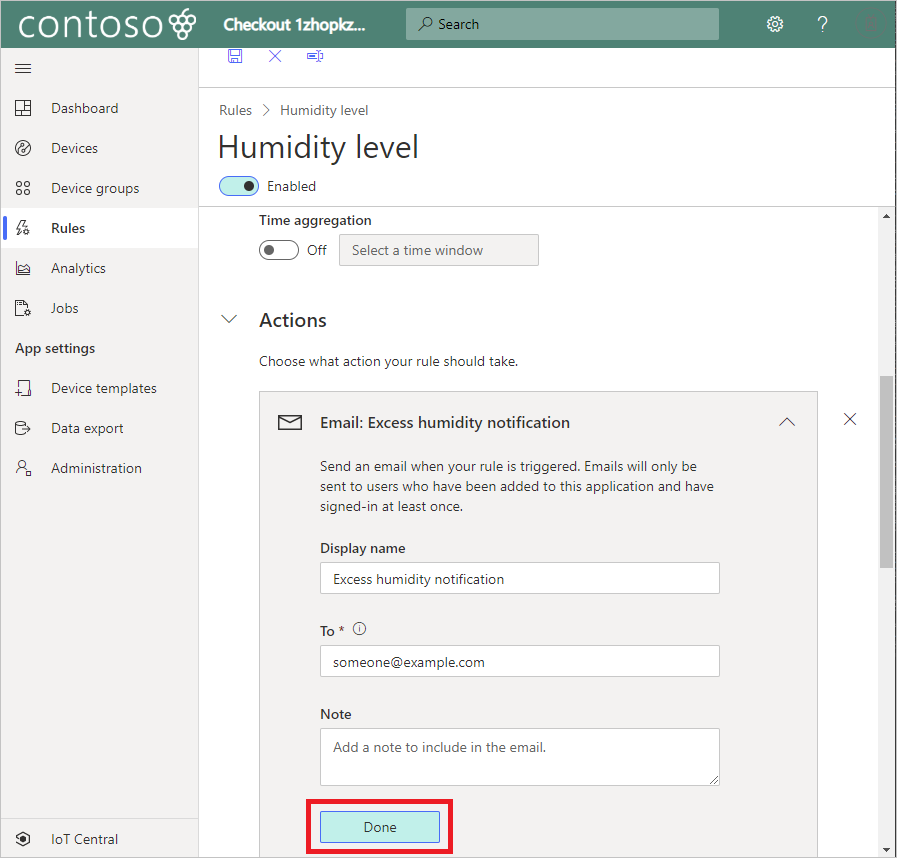 contoso
Checkout 1zhopkz...
Search
?
Rules > Humidity level
Humidity level
Enabled
Dashboard
Devices
Device groups
Rules
Analytics
Jobs
App settings
Device templates
Data export
Administration
IoT Central
Time aggregation
Off
Select a time window
Actions
Choose what action your rule should take.
Email: Excess humidity notification
Send an email when your rule is triggered. Emails will only be
sent to users who have been added to this application and have
signed-in at least once.
Display name
Excess humidity notification
To *
someone@example.com
Note
Add a note to include in the email.
Done